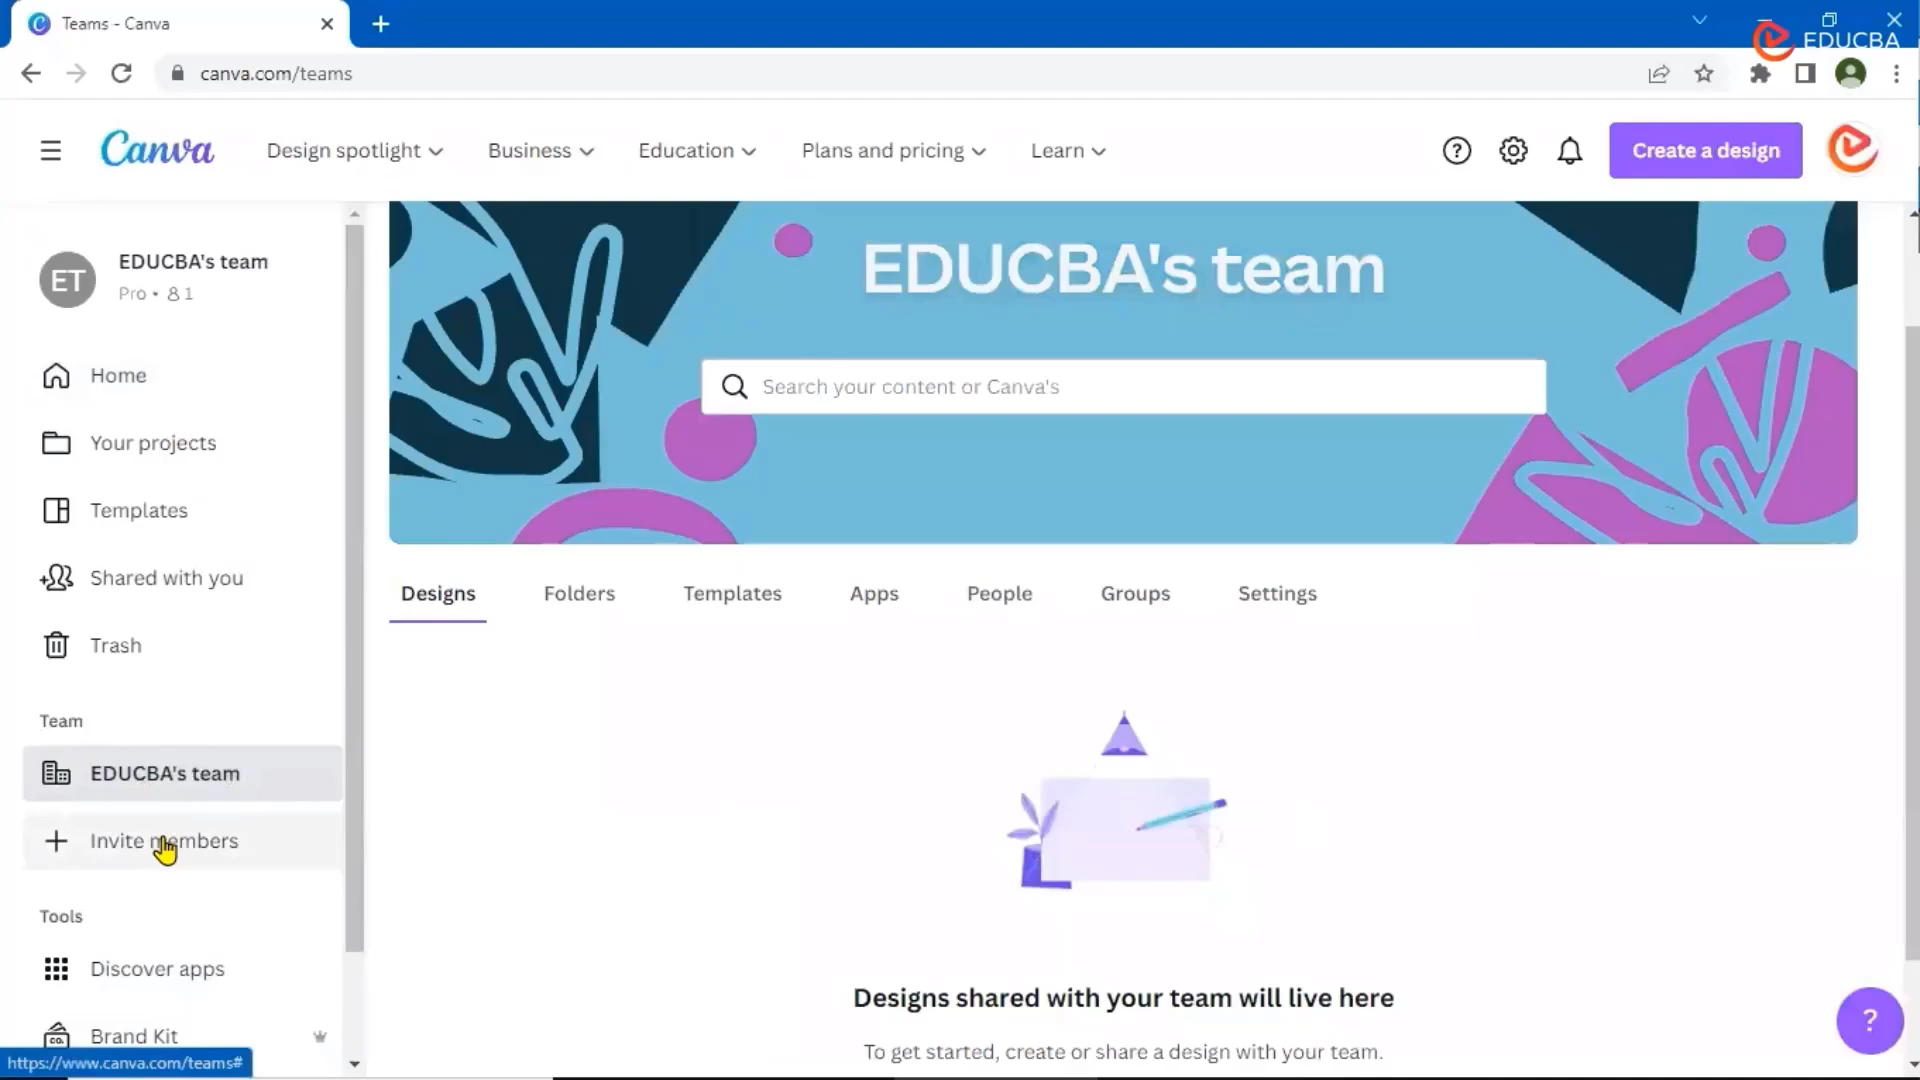 Teams - Canva
EDUCBA
canva.com/teams
Canva
Design spotlight
Business
Education
Plans and pricing
Learn
Create a design
ET
EDUCBA's team
Pro • 1
Home
Your projects
Templates
Shared with you
Trash
Team
EDUCBA's team
Invite members
Tools
Discover apps
Brand Kit
https://www.canva.com/teams#
EDUCBA's team
Search your content or Canva's
Designs
Folders
Templates
Apps
People
Groups
Settings
Designs shared with your team will live here
To get started, create or share a design with your team.
?